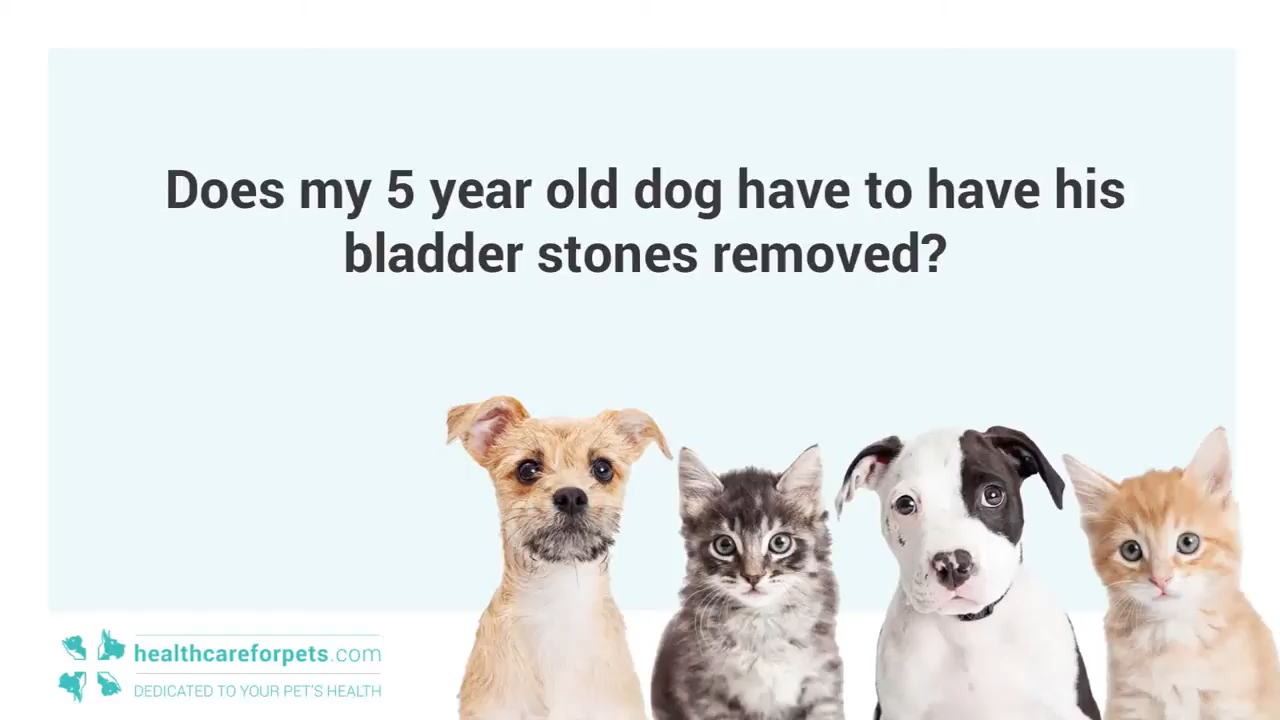 Does my 5 year old dog have to have his
bladder stones removed?
healthcareforpets.com
DEDICATED TO YOUR PET'S HEALTH